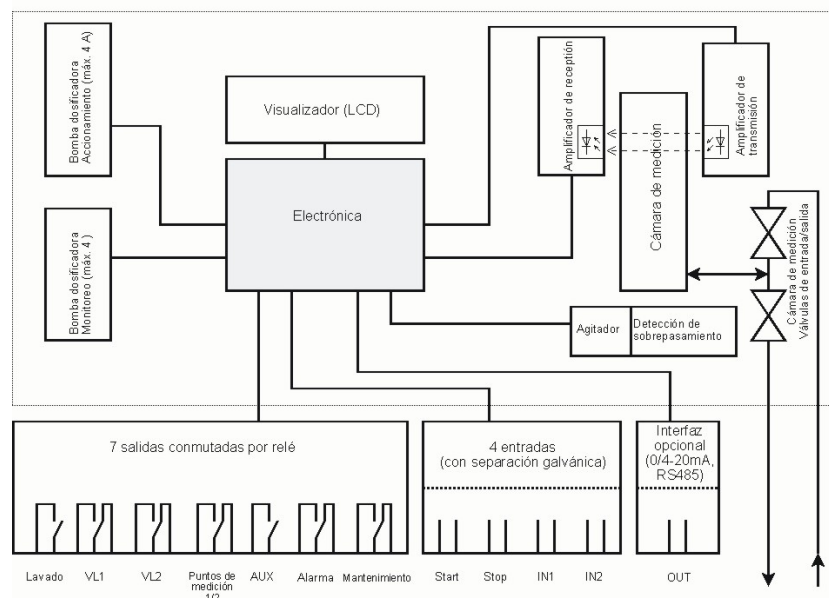 Bomba dosificadora
Accionamiento (máx. 4 A)
Visualizador (LCD)
Amplificador de receptión
Cámara de medición
Amplificador de
transmisión
Electrónica
Bomba dosificadora
Monitoreo (máx. 4 )
Cámara de medición
Válvulas de entrada/salida
Agitador
Detección de
sobrepasamiento
7 salidas conmutadas por relé
4 entradas
(con separación galvánica)
Interfaz
opcional
(0/4-20mA,
RS485)
Lavado
VL1
VL2
Puntos de
medición
1/2
AUX
Alarma
Mantenimiento
Start
Stop
IN1
IN2
OUT